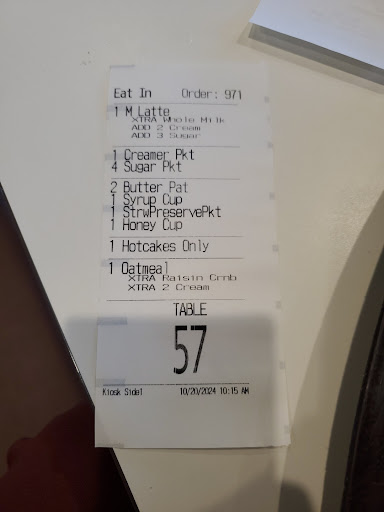 Eat In Order: 971
1 M Latte
XTRA Whole Milk
ADD 2 Cream
ADD 3 Sugar
1 Creamer Pkt
4 Sugar Pkt
2 Butter Pat
1 Syrup Cup
1 StrwPreservePkt
1 Honey Cup
1 Hotcakes Only
1 Oatmeal
XTRA Raisin Crnb
XTRA 2 Cream
TABLE
57
Kiosk Side1 10/20/2024 10:15 AM